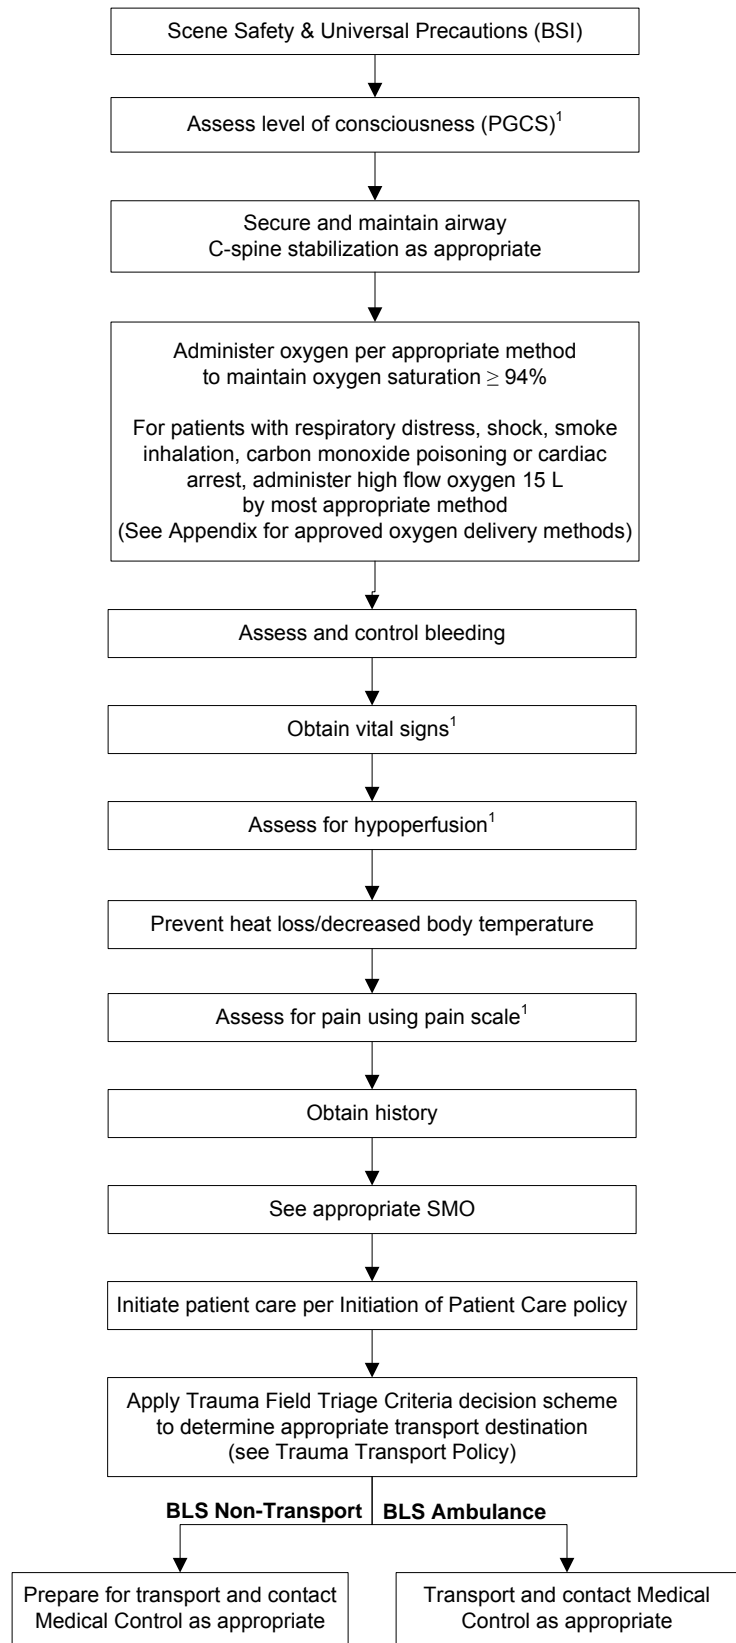 Scene Safety & Universal Precautions (BSI)
Assess level of consciousness (PGCS)1
Secure and maintain airway
C-spine stabilization as appropriate
Administer oxygen per appropriate method
to maintain oxygen saturation ≥ 94%
For patients with respiratory distress, shock, smoke
inhalation, carbon monoxide poisoning or cardiac
arrest, administer high flow oxygen 15 L
by most appropriate method
(See Appendix for approved oxygen delivery methods)
Assess and control bleeding
Obtain vital signs1
Assess for hypoperfusion1
Prevent heat loss/decreased body temperature
Assess for pain using pain scale1
Obtain history
See appropriate SMO
Initiate patient care per Initiation of Patient Care policy
Apply Trauma Field Triage Criteria decision scheme
to determine appropriate transport destination
(see Trauma Transport Policy)
BLS Non-Transport
BLS Ambulance
Prepare for transport and contact
Medical Control as appropriate
Transport and contact Medical
Control as appropriate